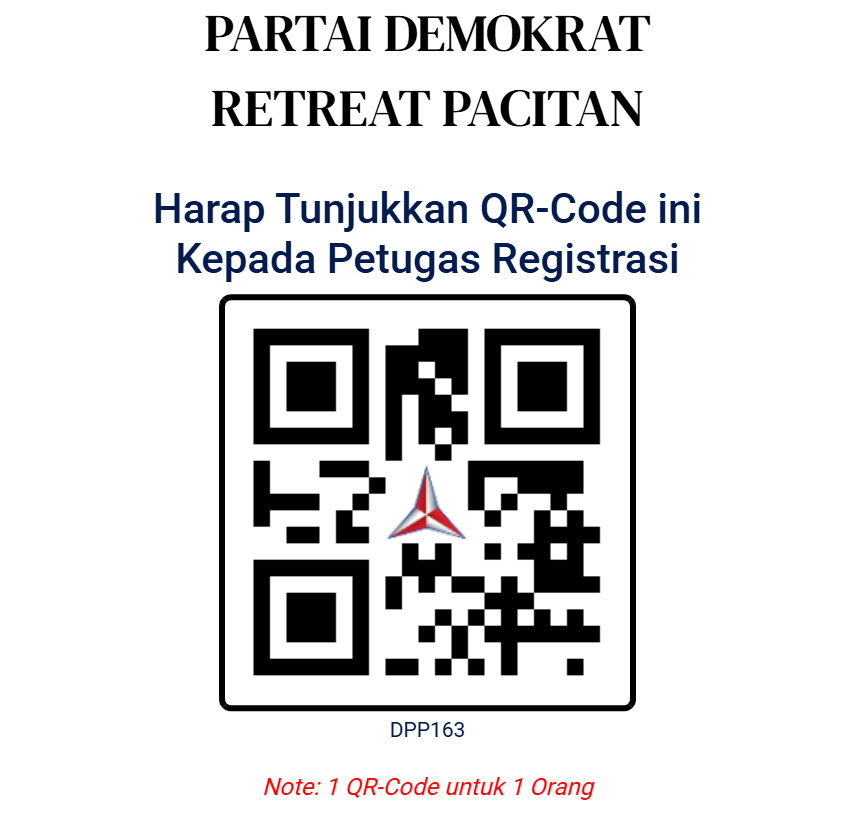 PARTAI DEMOKRAT
RETREAT PACITAN
Harap Tunjukkan QR-Code ini
Kepada Petugas Registrasi
DPP163
Note: 1 QR-Code untuk 1 Orang